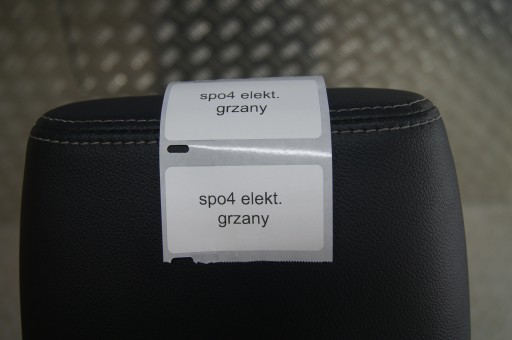 spo4 elekt.
grzany
spo4 elekt.
grzany